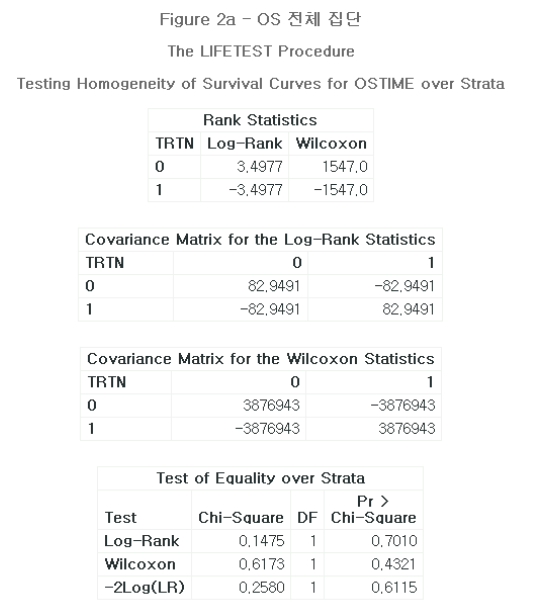 Figure 2a - OS 전체 집단
The LIFETEST Procedure
Testing Homogeneity of Survival Curves for OSTIME over Strata
Rank Statistics
TRTN Log-Rank Wilcoxon
0 3.4977 1547.0
1 -3.4977 -1547.0
Covariance Matrix for the Log-Rank Statistics
TRTN 0 1
0 82.9491 -82.9491
1 -82.9491 82.9491
Covariance Matrix for the Wilcoxon Statistics
TRTN 0 1
0 3876943 -3876943
1 -3876943 3876943
Test of Equality over Strata
Pr >
Test Chi-Square DF Chi-Square
Log-Rank 0.1475 1 0.7010
Wilcoxon 0.6173 1 0.4321
-2Log(LR) 0.2580 1 0.6115